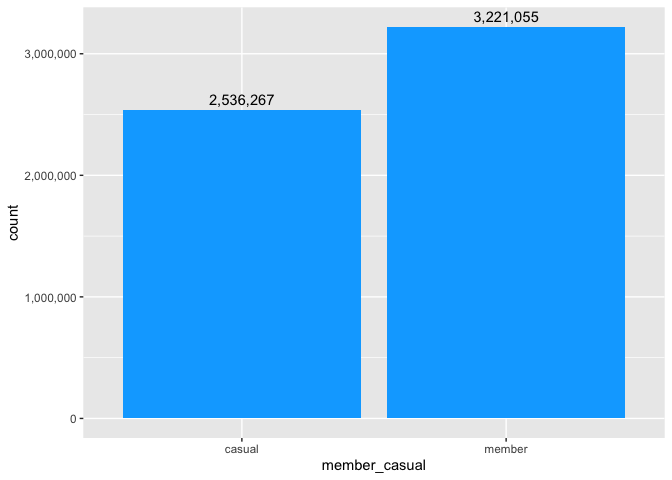 3,221,055
3,000,000
2,536,267
2,000,000
count
1,000,000
0
casual
member
member_casual